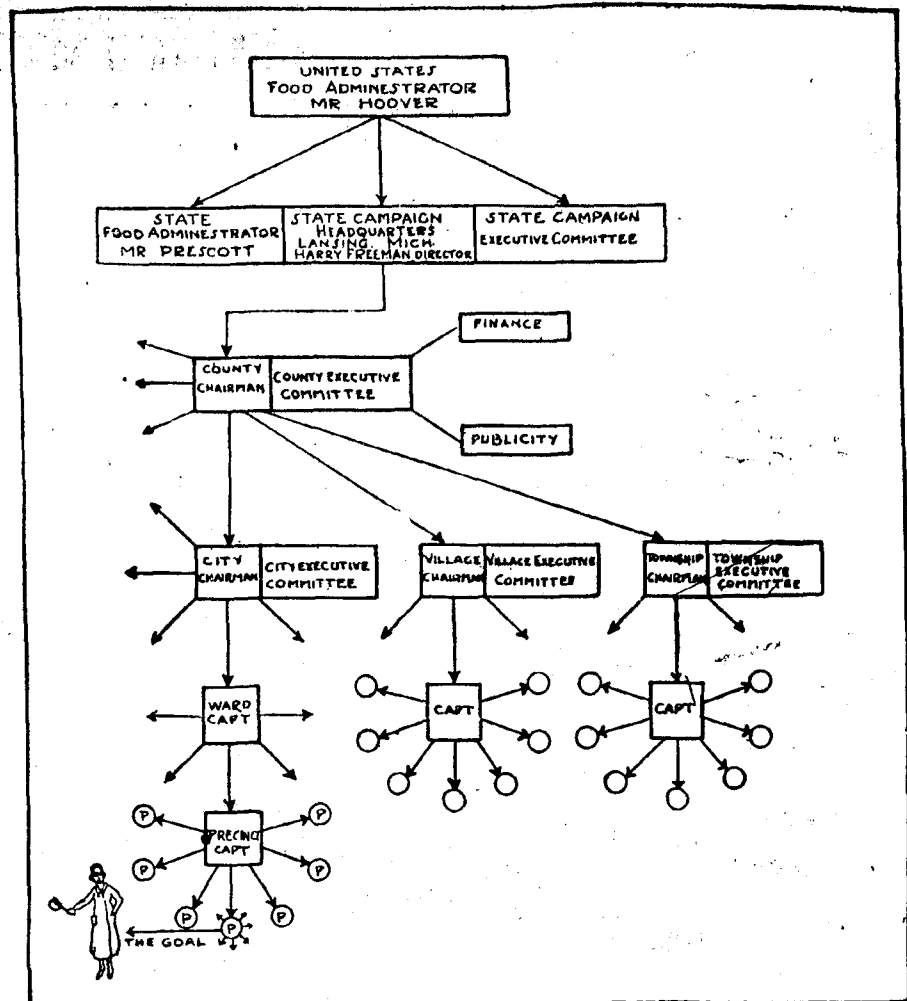 UNITED STATES
FOOD ADMINESTRATOR
MR HOOVER
STATE
FOOD ADMINESTRATOR
MR PRESCOTT
STATE CAMPAIGN
HEADQUARTERS
LANSING. MICH.
HARRY FREEMAN DIRECTOR
STATE CAMPAIGN
EXECUTIVE COMMITTEE
FINANCE
COUNTY
CHAIRMAN
COUNTY EXECUTIVE
COMMITTEE
PUBLICITY
CITY
CHAIRMAN
CITY EXECUTIVE
COMMITTEE
VILLAGE
CHAIRMAN
VILLAGE EXECUTIVE
COMMITTEE
TOWNSHIP
CHAIRMAN
TOWNSHIP
EXECUTIVE
COMMITTEE
WARD
CAPT
CAPT
CAPT
P
P
PRECINCT
CAPT
P
P
P
P
P
THE GOAL